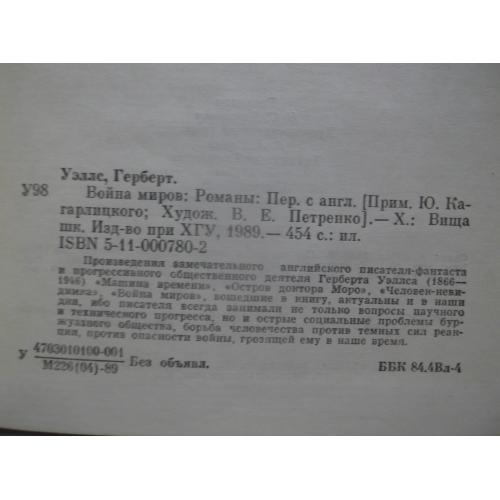 Уэллс, Герберт.
У98
Война миров: Романы: Пер. с англ. [Прим. Ю. Ка-
гарлицкого; Худож. В. Е. Петренко].— Х.: Вища
шк. Изд-во при ХГУ, 1989.— 454 с.: ил.
ISBN 5-11-000780-2
Произведения замечательного английского писателя-фантаста
и прогрессивного общественного деятеля Герберта Уэллса (1866—
1946) «Машина времени», «Остров доктора Моро», «Человек-неви-
димка», «Война миров», вошедшие в книгу, актуальны и в наши
дни, ибо писателя всегда занимали не только вопросы научного
и технического прогресса, но и острые социальные проблемы бур-
жуазного общества, борьба человечества против темных сил реак-
ции, против опасности войны, грозящей ему в наше время.
У 4703010100-001
М226(04)-89 Без объявл.
ББК 84.4Вл-4